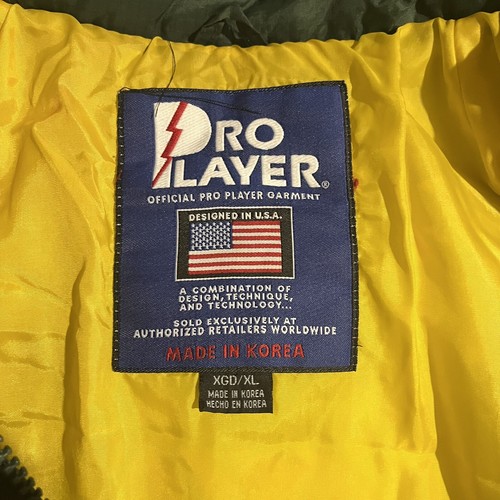 PRO
PLAYER®
OFFICIAL PRO PLAYER GARMENT
DESIGNED IN U.S.A.
A COMBINATION OF
DESIGN, TECHNIQUE,
AND TECHNOLOGY...
SOLD EXCLUSIVELY AT
AUTHORIZED RETAILERS WORLDWIDE
MADE IN KOREA
XGD/XL
MADE IN KOREA
HECHO EN KOREA